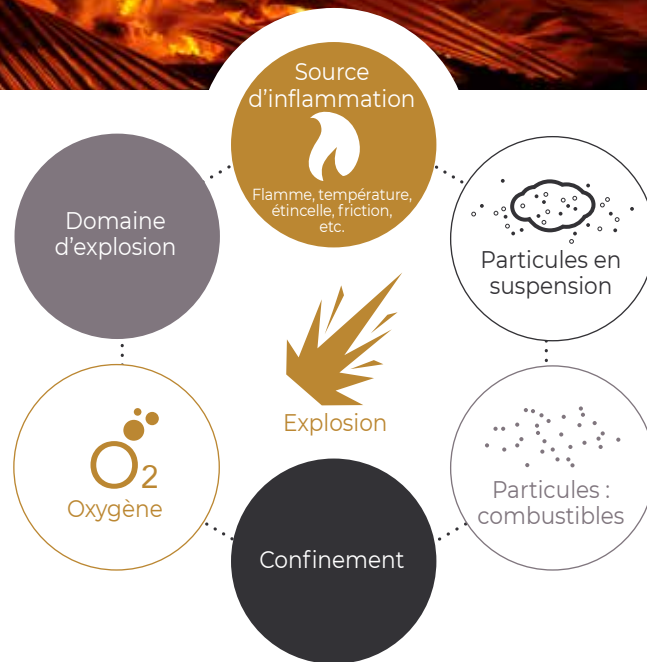 Source
d’inflammation
Flamme, température,
étincelle, friction,
etc.
Domaine
d’explosion
Particules en
suspension
Explosion
O2
Oxygène
Particules :
combustibles
Confinement